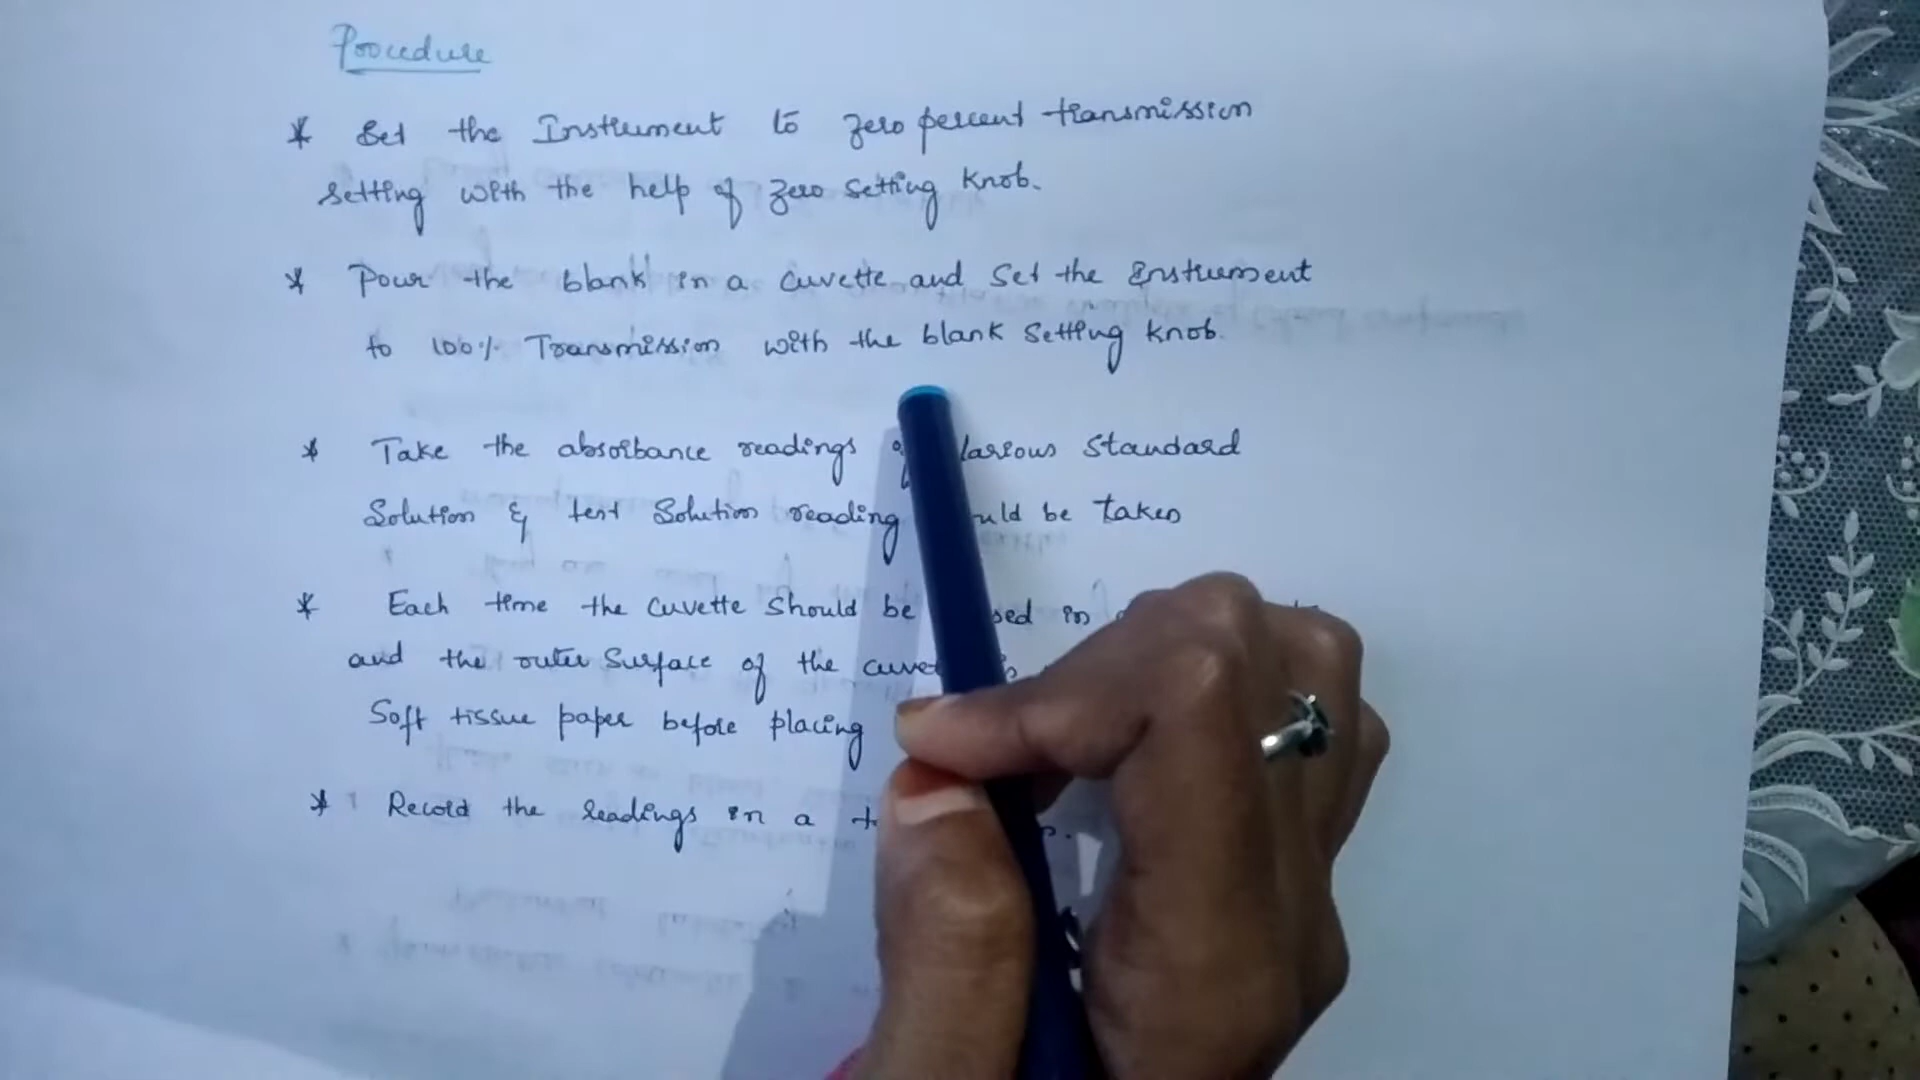 Procedure
* Set the Instrument to zero percent transmission
setting with the help of zero setting knob.
* Pour the blank in a cuvette and set the Instrument
to 100% Transmission with the blank setting knob.
* Take the absorbance readings of various standard
Solution & test Solution reading should be taken
* Each time the cuvette should be in
and the outer surface of the
Soft tissue paper before placing
* Record the readings in a